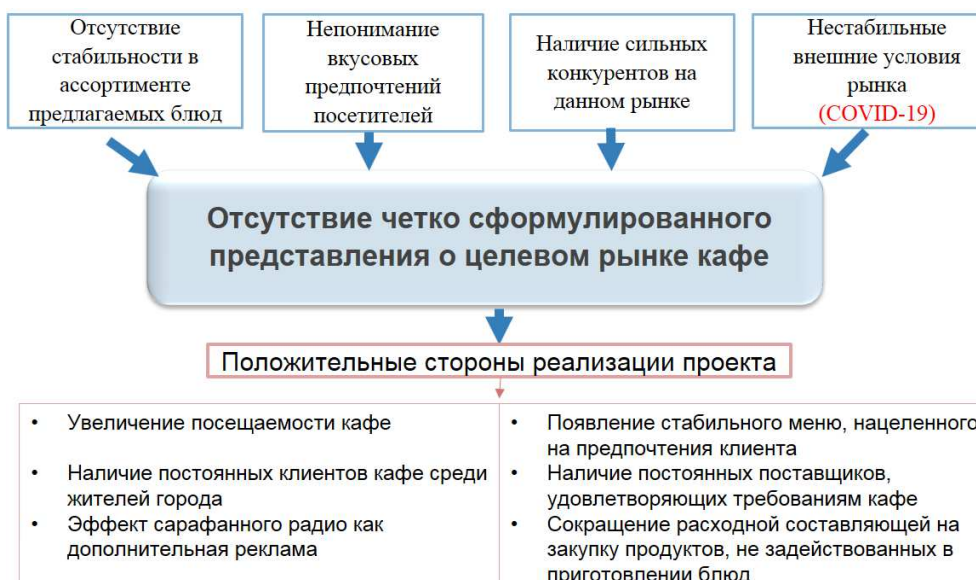 Отсутствие
стабильности в
ассортименте
предлагаемых блюд
Непонимание
вкусовых
предпочтений
посетителей
Наличие сильных
конкурентов на
данном рынке
Нестабильные
внешние условия
рынка
(COVID-19)
Отсутствие четко сформулированного
представления о целевом рынке кафе
Положительные стороны реализации проекта
• Увеличение посещаемости кафе
• Наличие постоянных клиентов кафе среди
жителей города
• Эффект сарафанного радио как
дополнительная реклама
• Появление стабильного меню, нацеленного
на предпочтения клиента
• Наличие постоянных поставщиков,
удовлетворяющих требованиям кафе
• Сокращение расходной составляющей на
закупку продуктов, не задействованных в
приготовлении блюд